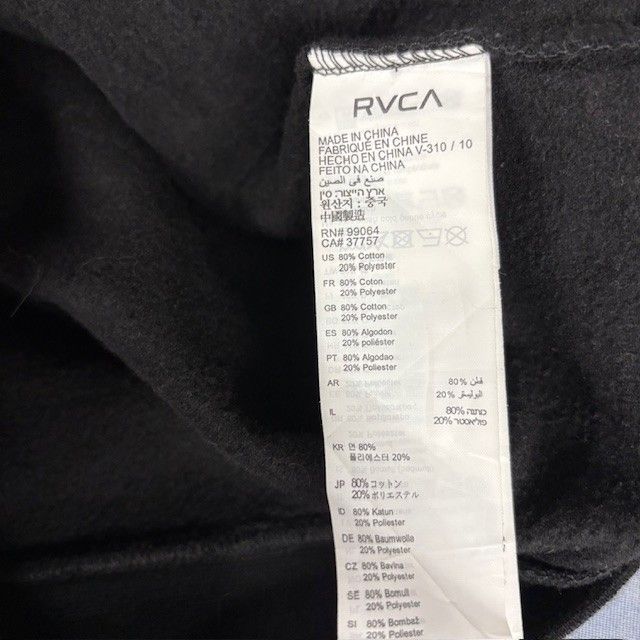 RVCA
MADE IN CHINA
FABRIQUÉ EN CHINE
HECHO EN CHINA V-310 / 10
FEITO NA CHINA
صنع في الصين
ארץ הייצור: סין
원산지 : 중국
中國製造
RN# 99064
CA# 37757
US 80% Cotton
20% Polyester
FR 80% Coton
20% Polyester
GB 80% Cotton
20% Polyester
ES 80% Algodon
20% poliéster
PT 80% Algodao
20% Poliester
AR قطن 80%
البوليستر 20%
IL כותנה 80%
פוליאסטר 20%
KR 면 80%
폴리에스터 20%
JP 80%コットン
20%ポリエステル
ID 80% Katun
20% Poliester
DE 80% Baumwolle
20% Polyester
CZ 80% Bavlna
20% Polyester
SE 80% Bomull
20% Polyester
SI 80% Bombaž
20% Poliester